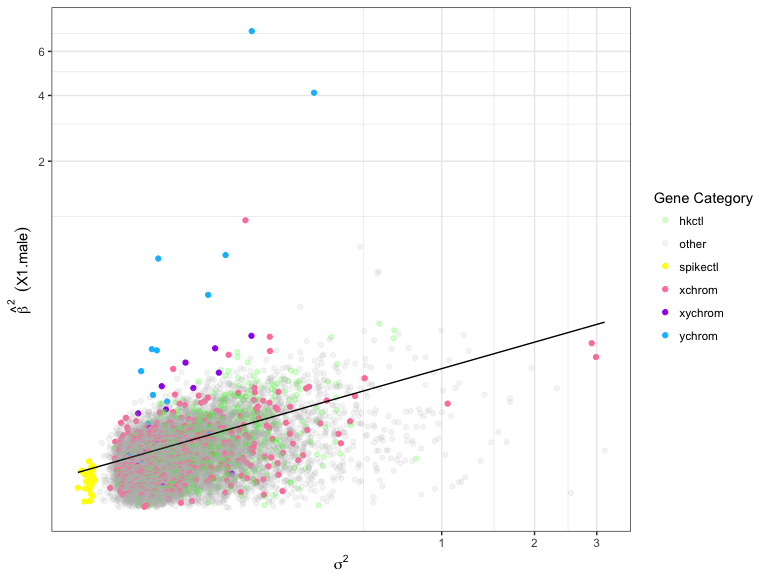 6
4
2
β̂² (X1.male)
1
2
3
σ²
Gene Category
hkctl
other
spikectl
xchrom
xychrom
ychrom